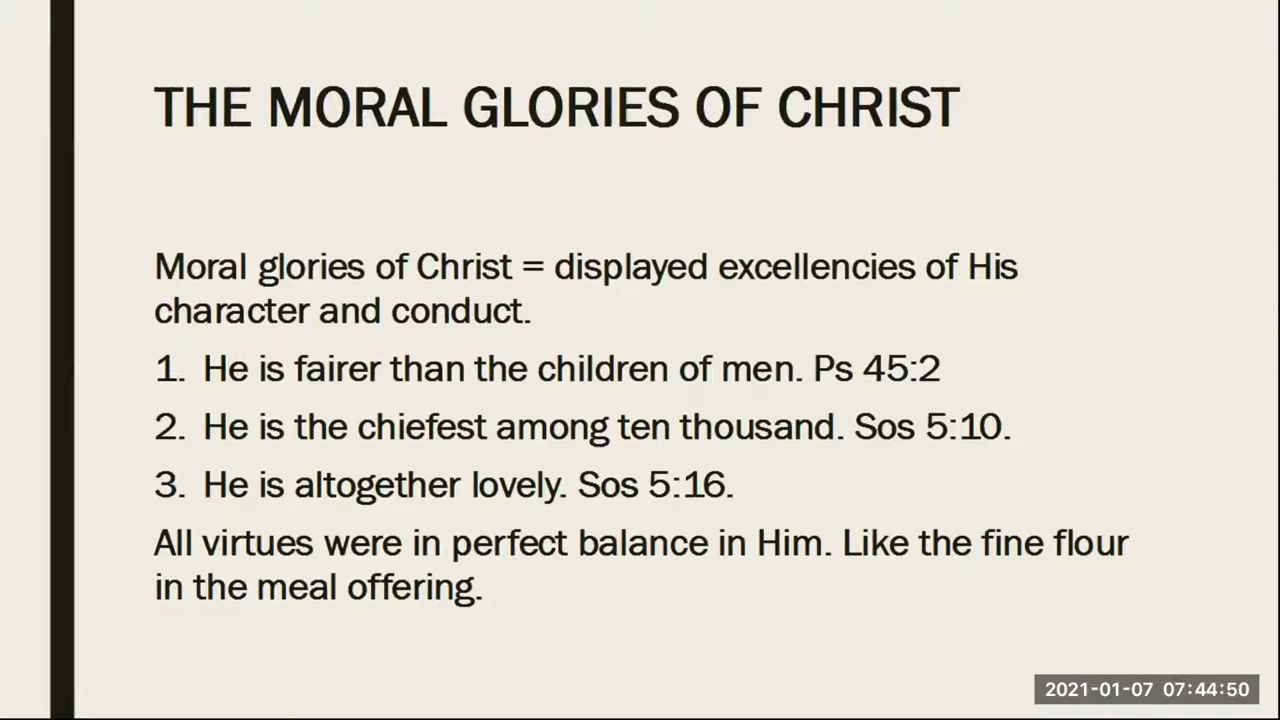 THE MORAL GLORIES OF CHRIST
Moral glories of Christ = displayed excellencies of His
character and conduct.
1. He is fairer than the children of men. Ps 45:2
2. He is the chiefest among ten thousand. Sos 5:10.
3. He is altogether lovely. Sos 5:16.
All virtues were in perfect balance in Him. Like the fine flour
in the meal offering.
2021-01-07 07:44:50